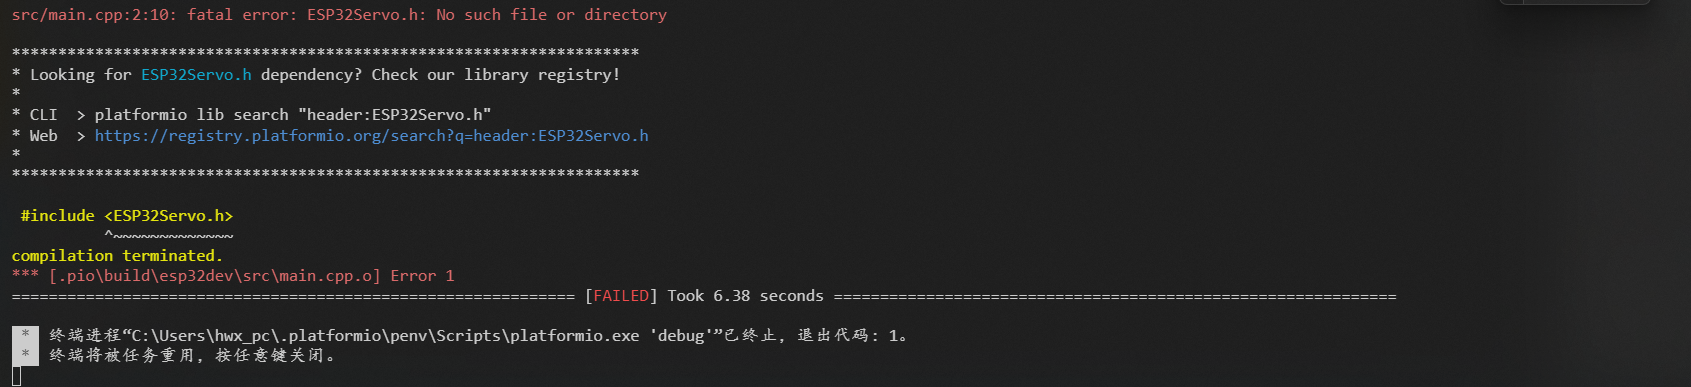 src/main.cpp:2:10: fatal error: ESP32Servo.h: No such file or directory
********************************************************************
* Looking for ESP32Servo.h dependency? Check our library registry!
*
* CLI  > platformio lib search "header:ESP32Servo.h"
* Web  > https://registry.platformio.org/search?q=header:ESP32Servo.h
*
********************************************************************
#include <ESP32Servo.h>
^~~~~~~~~~~~~~
compilation terminated.
*** [.pio\build\esp32dev\src\main.cpp.o] Error 1
============================================================= [FAILED] Took 6.38 seconds =============================================================
* 终端进程“C:\Users\hwx_pc\.platformio\penv\Scripts\platformio.exe 'debug'”已终止，退出代码: 1。
* 终端将被任务重用，按任意键关闭。